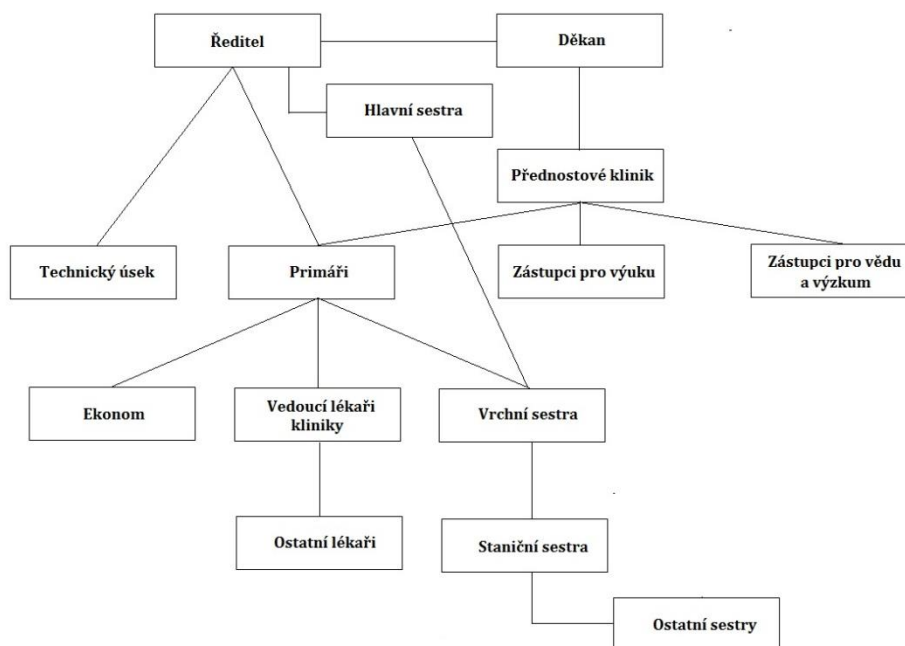 Ředitel
Děkan
Hlavní sestra
Přednostové klinik
Technický úsek
Primáři
Zástupci pro výuku
Zástupci pro vědu
a výzkum
Ekonom
Vedoucí lékaři
kliniky
Vrchní sestra
Ostatní lékaři
Staniční sestra
Ostatní sestry